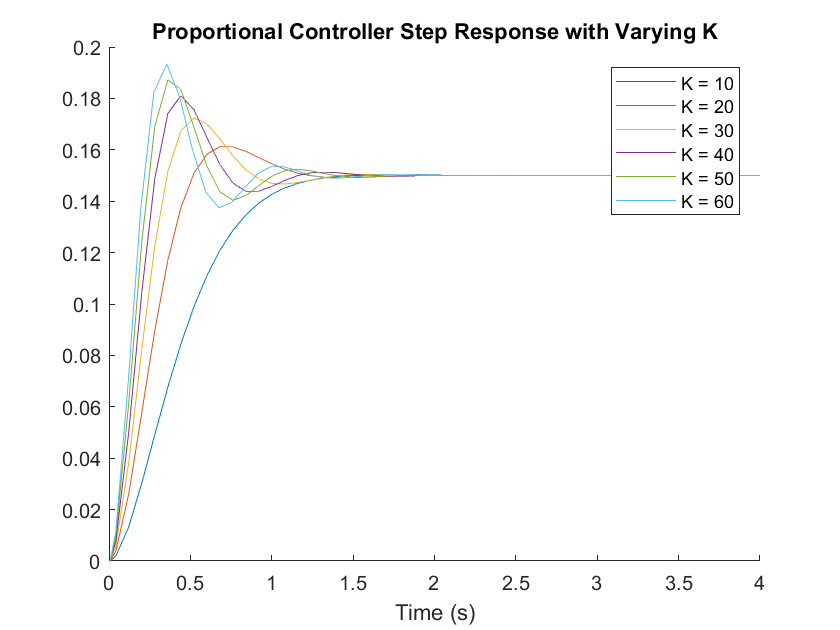 Proportional Controller Step Response with Varying K
0.2
0.18
0.16
0.14
0.12
0.1
0.08
0.06
0.04
0.02
0
K = 10
K = 20
K = 30
K = 40
K = 50
K = 60
0 0.5 1 1.5 2 2.5 3 3.5 4
Time (s)